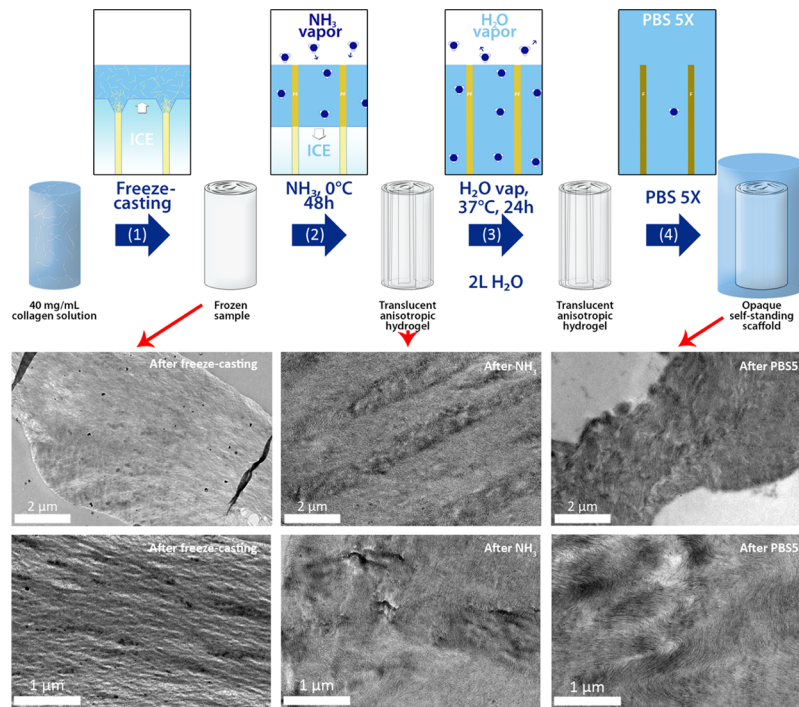 NH₃
vapor
H₂O
vapor
PBS 5X
ICE
ICE
Freeze-
casting
NH₃, 0°C
48h
H₂O vap,
37°C, 24h
PBS 5X
(1)
(2)
(3)
(4)
2L H₂O
40 mg/mL
collagen solution
Frozen
sample
Translucent
anisotropic
hydrogel
Translucent
anisotropic
hydrogel
Opaque
self-standing
scaffold
After freeze-casting
2 µm
After NH₃
2 µm
After PBS5
2 µm
After freeze-casting
1 µm
After NH₃
1 µm
After PBS5
1 µm